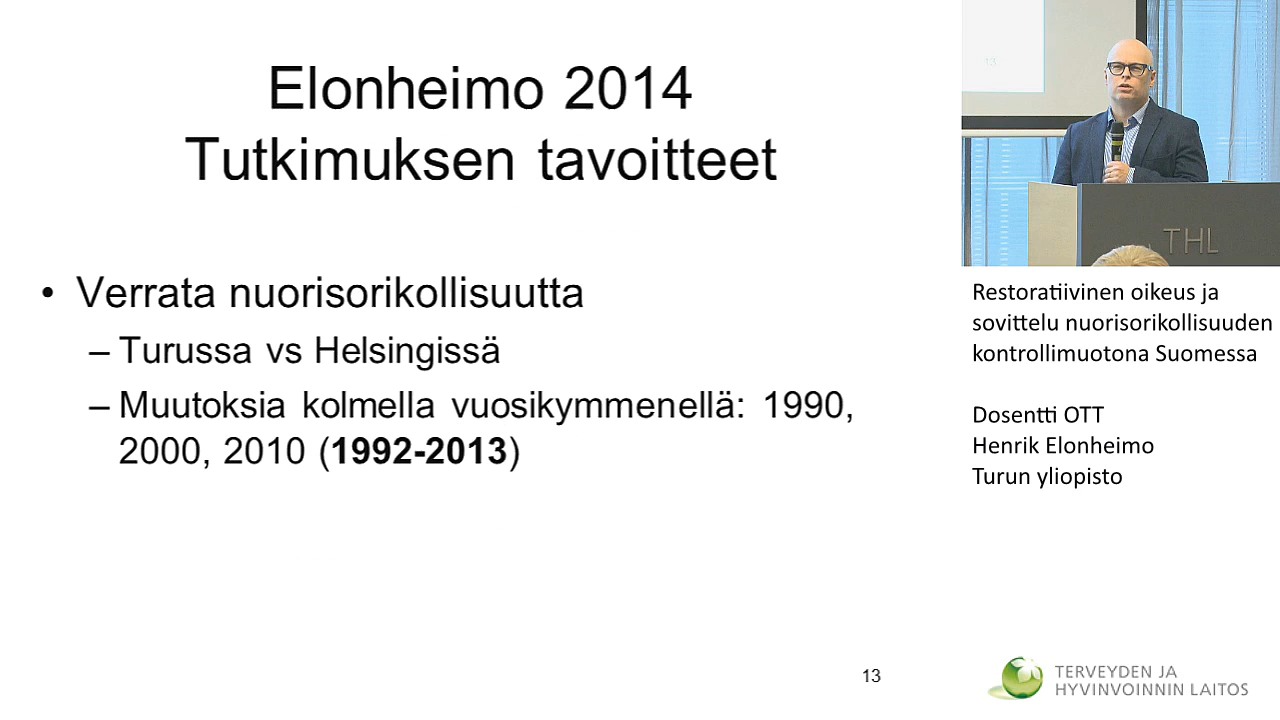 Elonheimo 2014
Tutkimuksen tavoitteet
• Verrata nuorisorikollisuutta
– Turussa vs Helsingissä
– Muutoksia kolmella vuosikymmenellä: 1990,
2000, 2010 (1992-2013)
13
13
THL
Restoratiivinen oikeus ja
sovittelu nuorisorikollisuuden
kontrollimuotona Suomessa
Dosentti OTT
Henrik Elonheimo
Turun yliopisto
TERVEYDEN JA
HYVINVOINNIN LAITOS